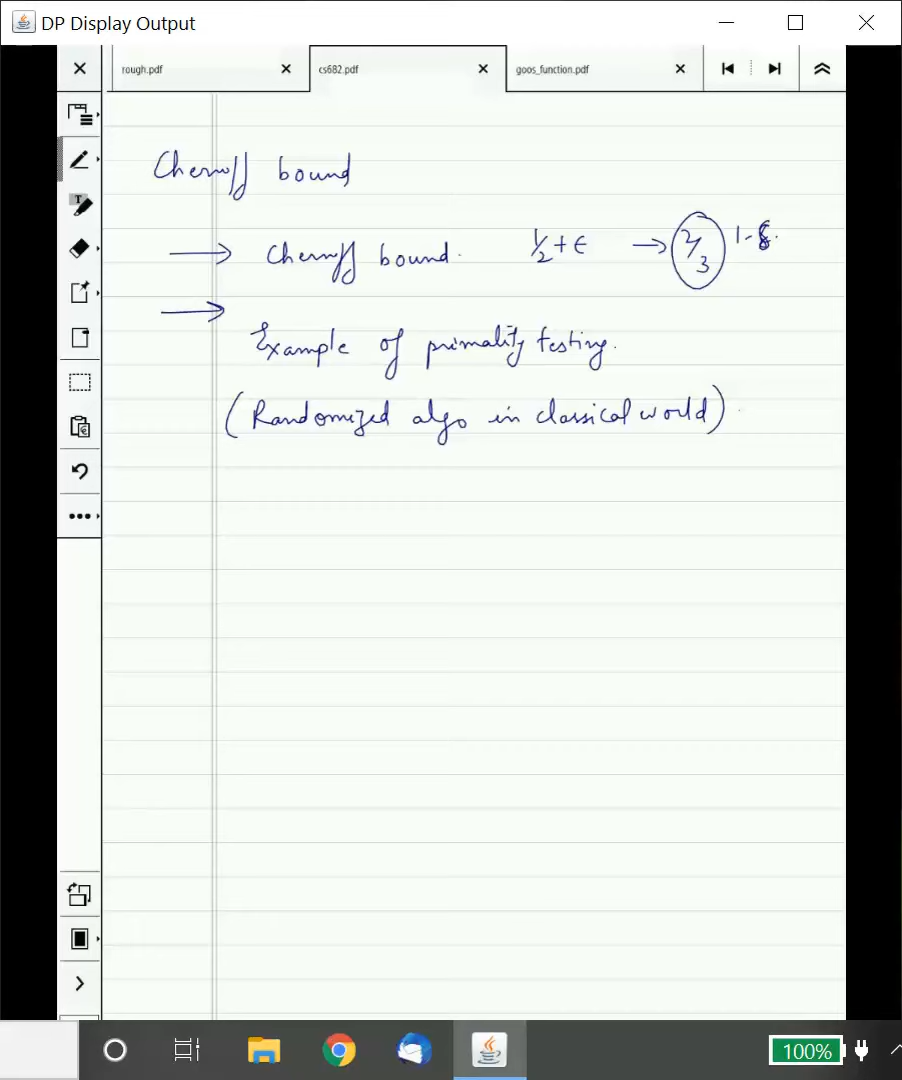 DP Display Output
rough.pdf
cs682.pdf
goos_function.pdf
Chernoff bound
→ Chernoff bound. 1/2 + ε → 2/3 1-δ.
→
Example of primality testing.
(Randomized algo in classical world).
100%